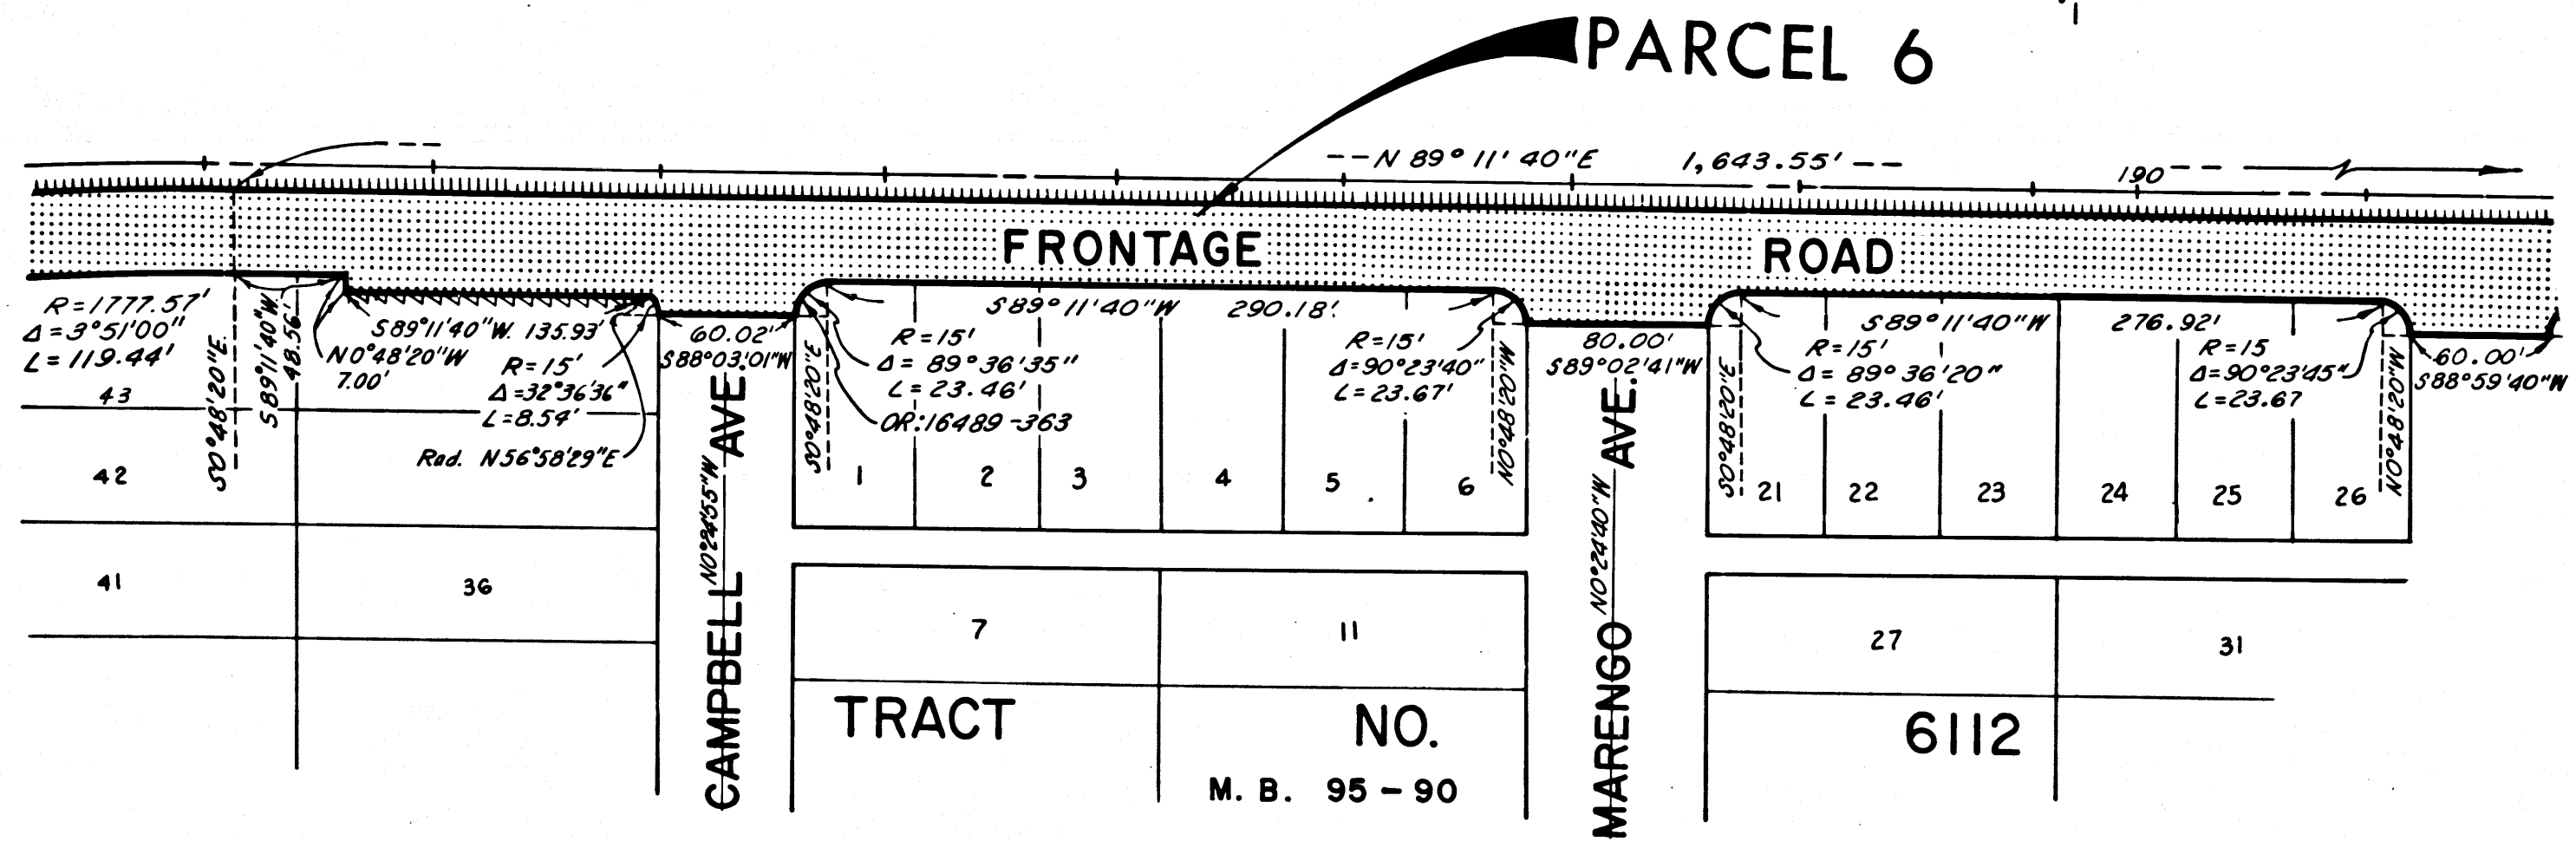 PARCEL 6
N 89° 11' 40"E 1,643.55'
190
FRONTAGE ROAD
R=1777.57'
Δ=3°51'00"
L=119.44'
S0°48'20"E.
S89°11'40"W.
48.56'
N0°48'20"W
7.00'
S89°11'40"W. 135.93'
R=15'
Δ=32°36'36"
L=8.54'
Rad. N56°58'29"E
60.02'
S88°03'01"W
S0°48'20"E
R=15'
Δ=89°36'35"
L=23.46'
OR:16489-363
S89°11'40"W 290.18'
R=15'
Δ=90°23'40"
L=23.67'
N0°48'20"W
80.00'
S89°02'41"W
S0°48'20"E
S89°11'40"W 276.92'
R=15'
Δ=89°36'20"
L=23.46'
R=15
Δ=90°23'45"
L=23.67
N0°48'20"W
60.00'
S88°59'40"W
43
42
41
36
CAMPBELL AVE.
N0°24'55"W
1 2 3 4 5 6
MARENGO AVE.
N0°24'40"W
21 22 23 24 25 26
7 11 27 31
TRACT NO. 6112
M. B. 95-90